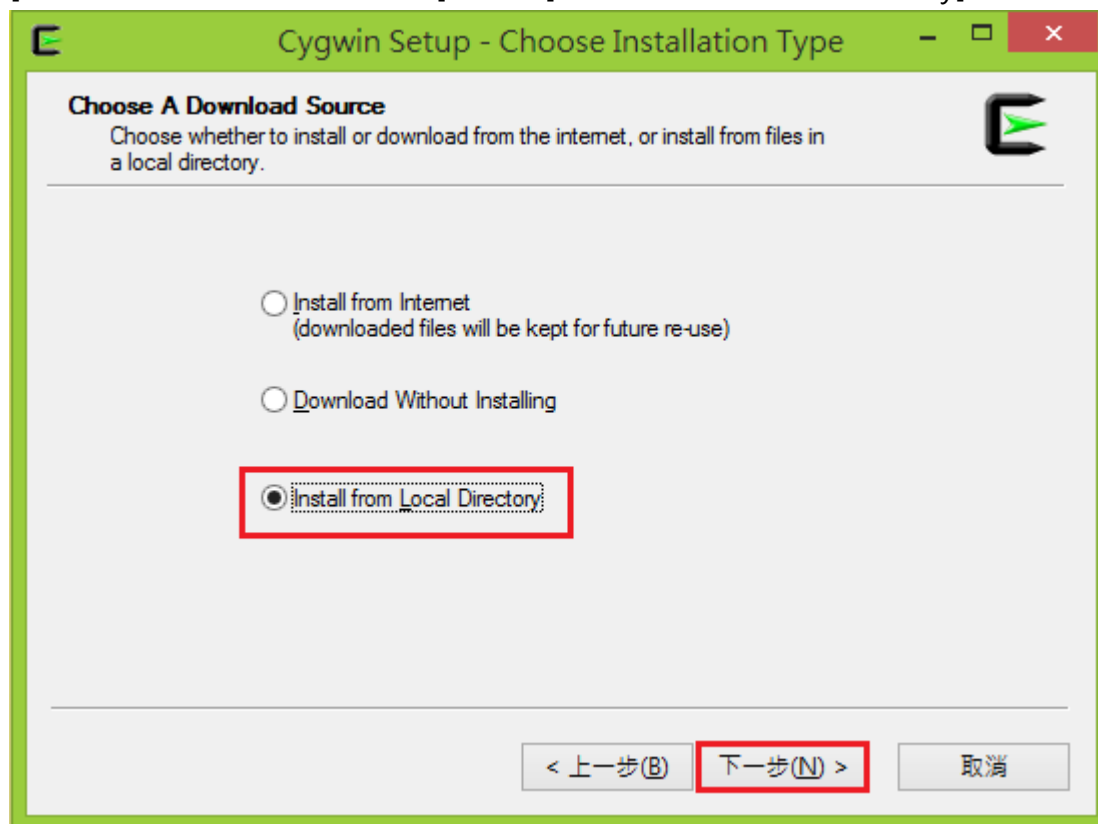 Cygwin Setup - Choose Installation Type
Choose A Download Source
Choose whether to install or download from the internet, or install from files in
a local directory.
Install from Internet
(downloaded files will be kept for future re-use)
Download Without Installing
Install from Local Directory
< 上一步(B)
下一步(N) >
取消